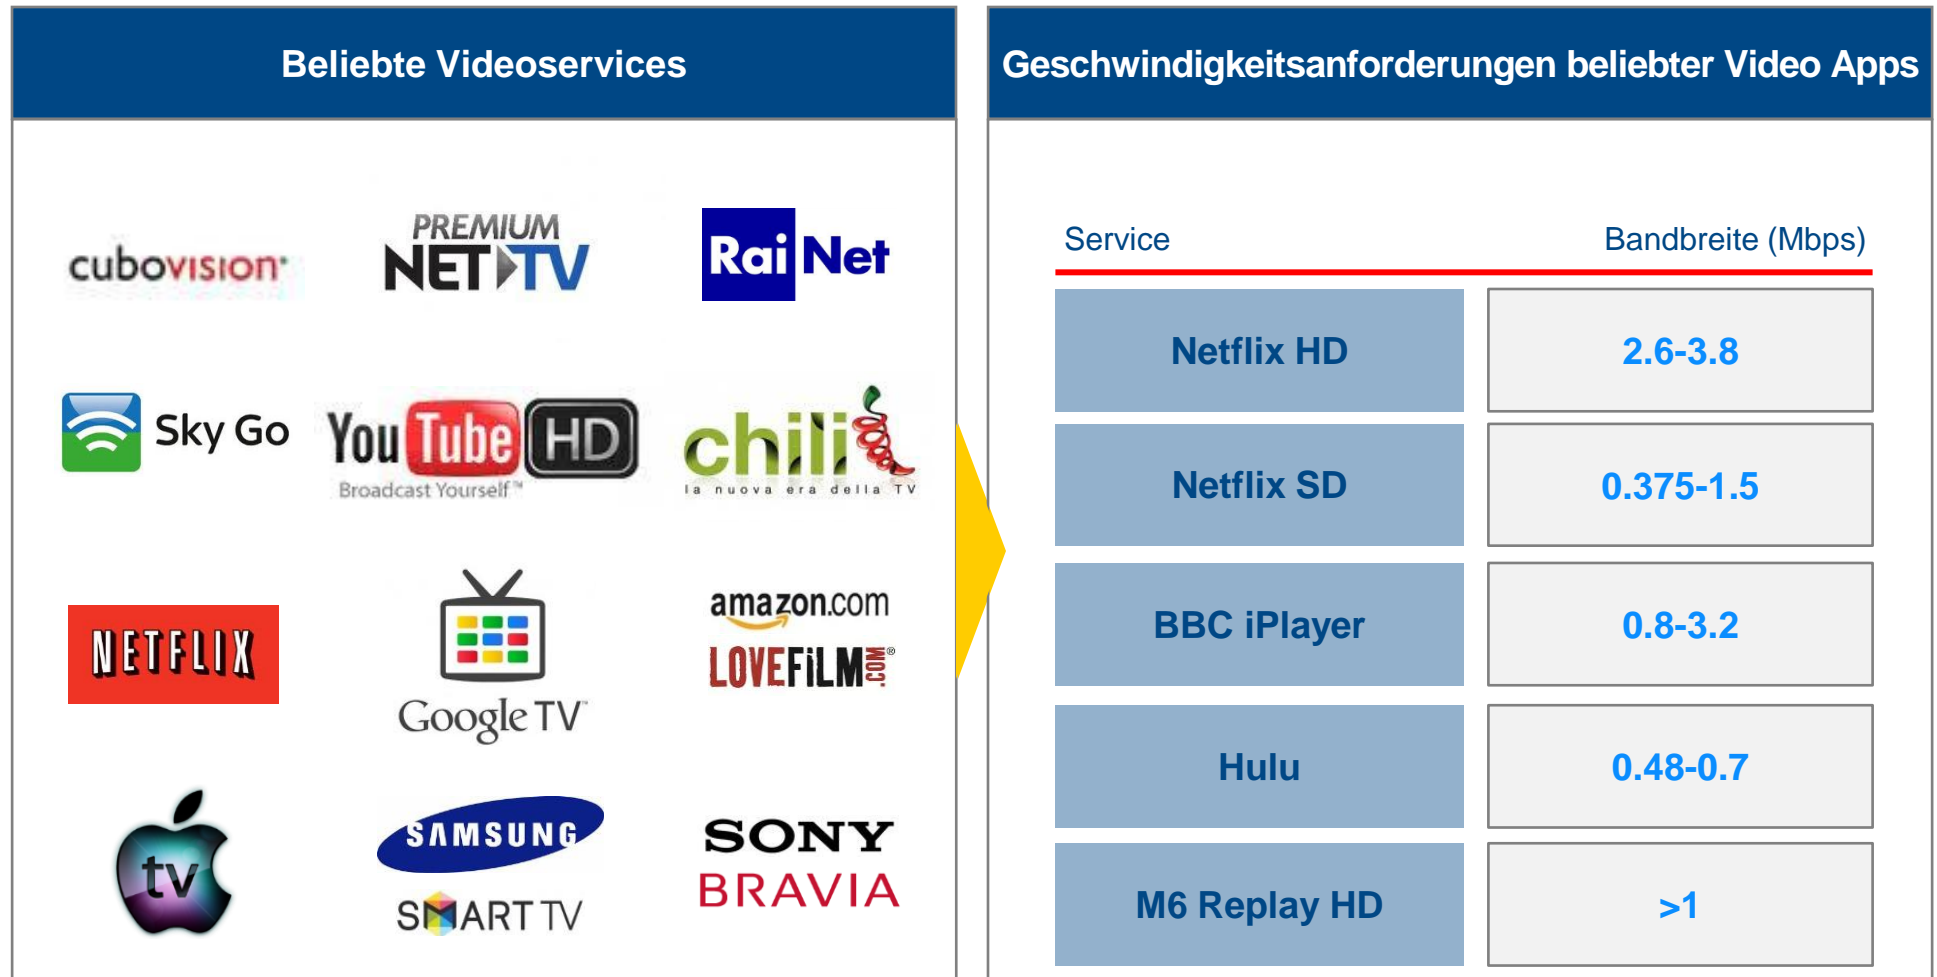 Beliebte Videoservices
cubovision
PREMIUM
NET TV
Rai Net
Sky Go
You Tube HD
Broadcast Yourself™
chili
la nuova era della TV
NETFLIX
Google TV
amazon.com
LOVEFiLM.COM®
tv
SAMSUNG
SMART TV
SONY
BRAVIA
Geschwindigkeitsanforderungen beliebter Video Apps
Service Bandbreite (Mbps)
Netflix HD 2.6-3.8
Netflix SD 0.375-1.5
BBC iPlayer 0.8-3.2
Hulu 0.48-0.7
M6 Replay HD >1